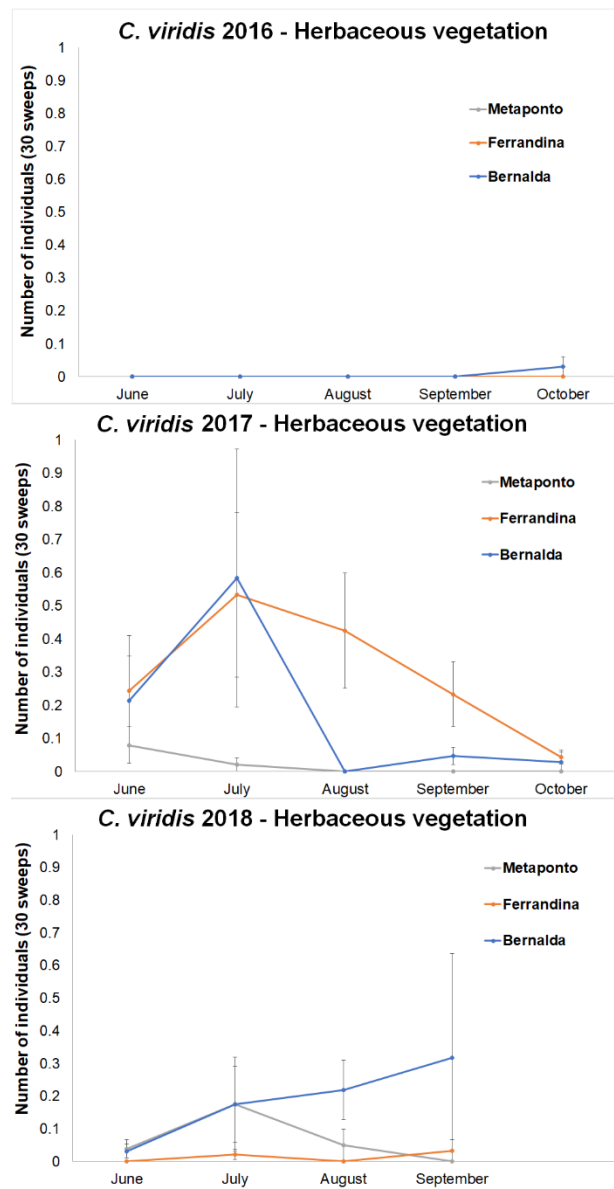 C. viridis 2016 - Herbaceous vegetation
Number of individuals (30 sweeps)
1
0.9
0.8
0.7
0.6
0.5
0.4
0.3
0.2
0.1
0
Metaponto
Ferrandina
Bernalda
June July August September October
C. viridis 2017 - Herbaceous vegetation
Number of individuals (30 sweeps)
1
0.9
0.8
0.7
0.6
0.5
0.4
0.3
0.2
0.1
0
Metaponto
Ferrandina
Bernalda
June July August September October
C. viridis 2018 - Herbaceous vegetation
Number of individuals (30 sweeps)
1
0.9
0.8
0.7
0.6
0.5
0.4
0.3
0.2
0.1
0
Metaponto
Ferrandina
Bernalda
June July August September